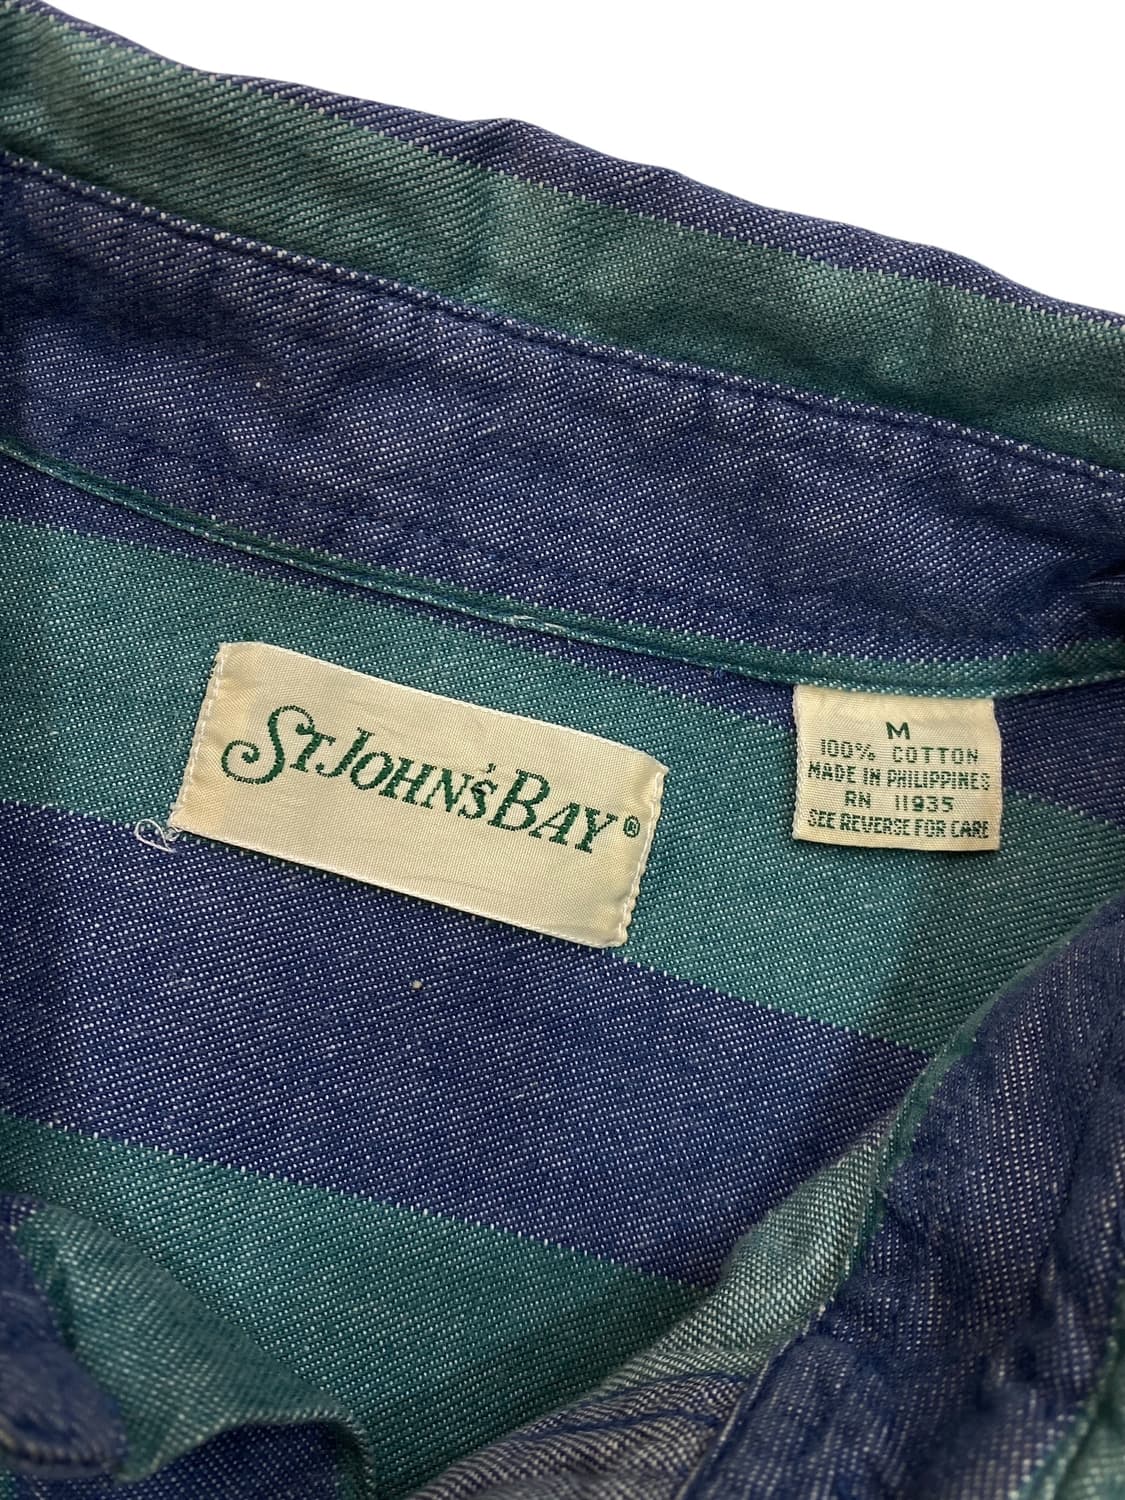 ST JOHN'S BAY®
M
100% COTTON
MADE IN PHILIPPINES
RN 11935
SEE REVERSE FOR CARE